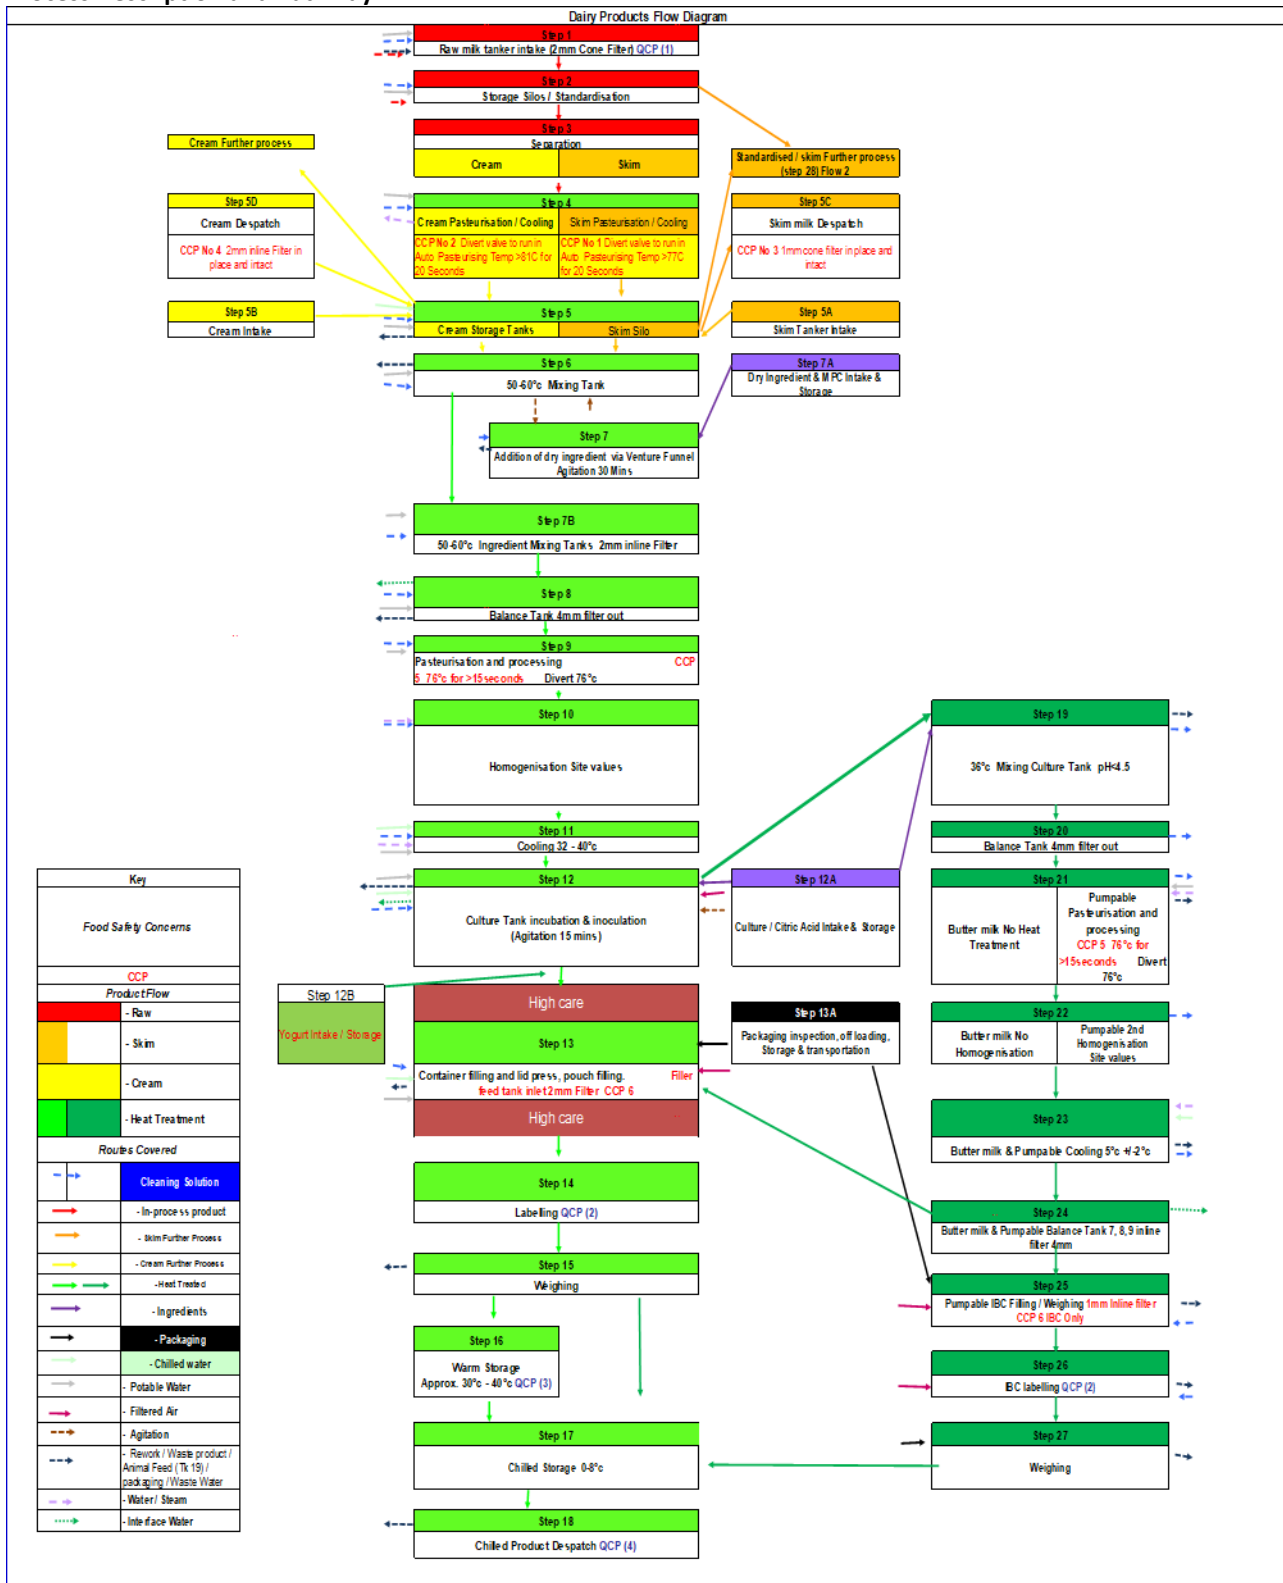 Dairy Products Flow Diagram
Step 1
Raw milk tanker intake (2mm Cone Filter) QCP (1)
Step 2
Storage Silos / Standardisation
Step 3
Separation
Cream
Skim
Cream Further process
Standardised / skim Further process
(step 28) Flow 2
Step 5D
Cream Despatch
CCP No 4 2mm inline Filter in
place and intact
Step 4
Cream Pasteurisation / Cooling
CCP No 2 Divert valve to run in
Auto Pasteurising Temp >81C for
20 Seconds
Skim Pasteurisation / Cooling
CCP No 1 Divert valve to run in
Auto Pasteurising Temp >77C
for 20 Seconds
Step 5C
Skim milk Despatch
CCP No 3 1mm cone filter in place and
intact
Step 5B
Cream Intake
Step 5
Cream Storage Tanks
Skim Silo
Step 5A
Skim Tanker Intake
Step 6
50-60°c Mixing Tank
Step 7A
Dry Ingredient & MPC Intake &
Storage
Step 7
Addition of dry ingredient via Venture Funnel
Agitation 30 Mins
Step 7B
50-60°c Ingredient Mixing Tanks 2mm inline Filter
Step 8
Balance Tank 4mm filter out
Step 9
Pasteurisation and processing CCP
5 76°c for >15seconds Divert 76°c
Step 10
Homogenisation Site values
Step 11
Cooling 32 - 40°c
Step 12
Culture Tank incubation & inoculation
(Agitation 15 mins)
Step 12A
Culture / Citric Acid Intake & Storage
Step 12B
Yogurt Intake / Storage
High care
Step 13
Container filling and lid press, pouch filling. Filler
feed tank inlet 2mm Filter CCP 6
High care
Step 13A
Packaging inspection, off loading,
Storage & transportation
Step 14
Labelling QCP (2)
Step 15
Weighing
Step 16
Warm Storage
Approx. 30°c - 40°c QCP (3)
Step 17
Chilled Storage 0-8°c
Step 18
Chilled Product Despatch QCP (4)
Step 19
36°c Mixing Culture Tank pH<4.5
Step 20
Balance Tank 4mm filter out
Step 21
Butter milk No Heat
Treatment
Pumpable
Pasteurisation and
processing
CCP 5 76°c for
>15seconds Divert
76°c
Step 22
Butter milk No
Homogenisation
Pumpable 2nd
Homogenisation
Site values
Step 23
Butter milk & Pumpable Cooling 5°c +/-2°c
Step 24
Butter milk & Pumpable Balance Tank 7, 8, 9 inline
filter 4mm
Step 25
Pumpable IBC Filling / Weighing 1mm Inline filter
CCP 6 IBC Only
Step 26
IBC labelling QCP (2)
Step 27
Weighing
Key
Food Safety Concerns
CCP
Product Flow
- Raw
- Skim
- Cream
- Heat Treatment
Routes Covered
Cleaning Solution
- In-process product
- Skim Further Process
- Cream Further Process
- Heat Treated
- Ingredients
- Packaging
- Chilled water
- Potable Water
- Filtered Air
- Agitation
- Rework / Waste product /
Animal Feed (Tk 19) /
packaging / Waste Water
- Water / Steam
- Interface Water